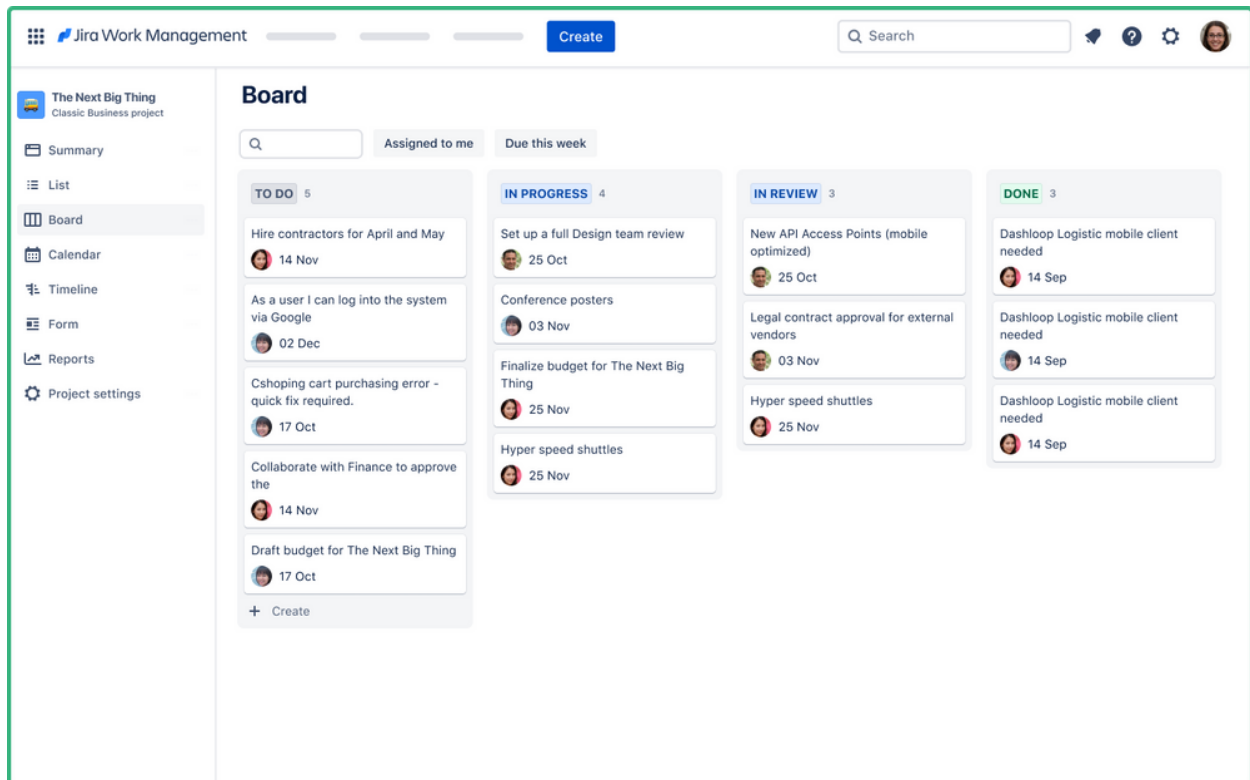 Jira Work Management
Create
Search
The Next Big Thing
Classic Business project
Summary
List
Board
Calendar
Timeline
Form
Reports
Project settings
Board
Assigned to me
Due this week
TO DO 5
Hire contractors for April and May
14 Nov
As a user I can log into the system
via Google
02 Dec
Cshoping cart purchasing error -
quick fix required.
17 Oct
Collaborate with Finance to approve
the
14 Nov
Draft budget for The Next Big Thing
17 Oct
+ Create
IN PROGRESS 4
Set up a full Design team review
25 Oct
Conference posters
03 Nov
Finalize budget for The Next Big
Thing
25 Nov
Hyper speed shuttles
25 Nov
IN REVIEW 3
New API Access Points (mobile
optimized)
25 Oct
Legal contract approval for external
vendors
03 Nov
Hyper speed shuttles
25 Nov
DONE 3
Dashloop Logistic mobile client
needed
14 Sep
Dashloop Logistic mobile client
needed
14 Sep
Dashloop Logistic mobile client
needed
14 Sep